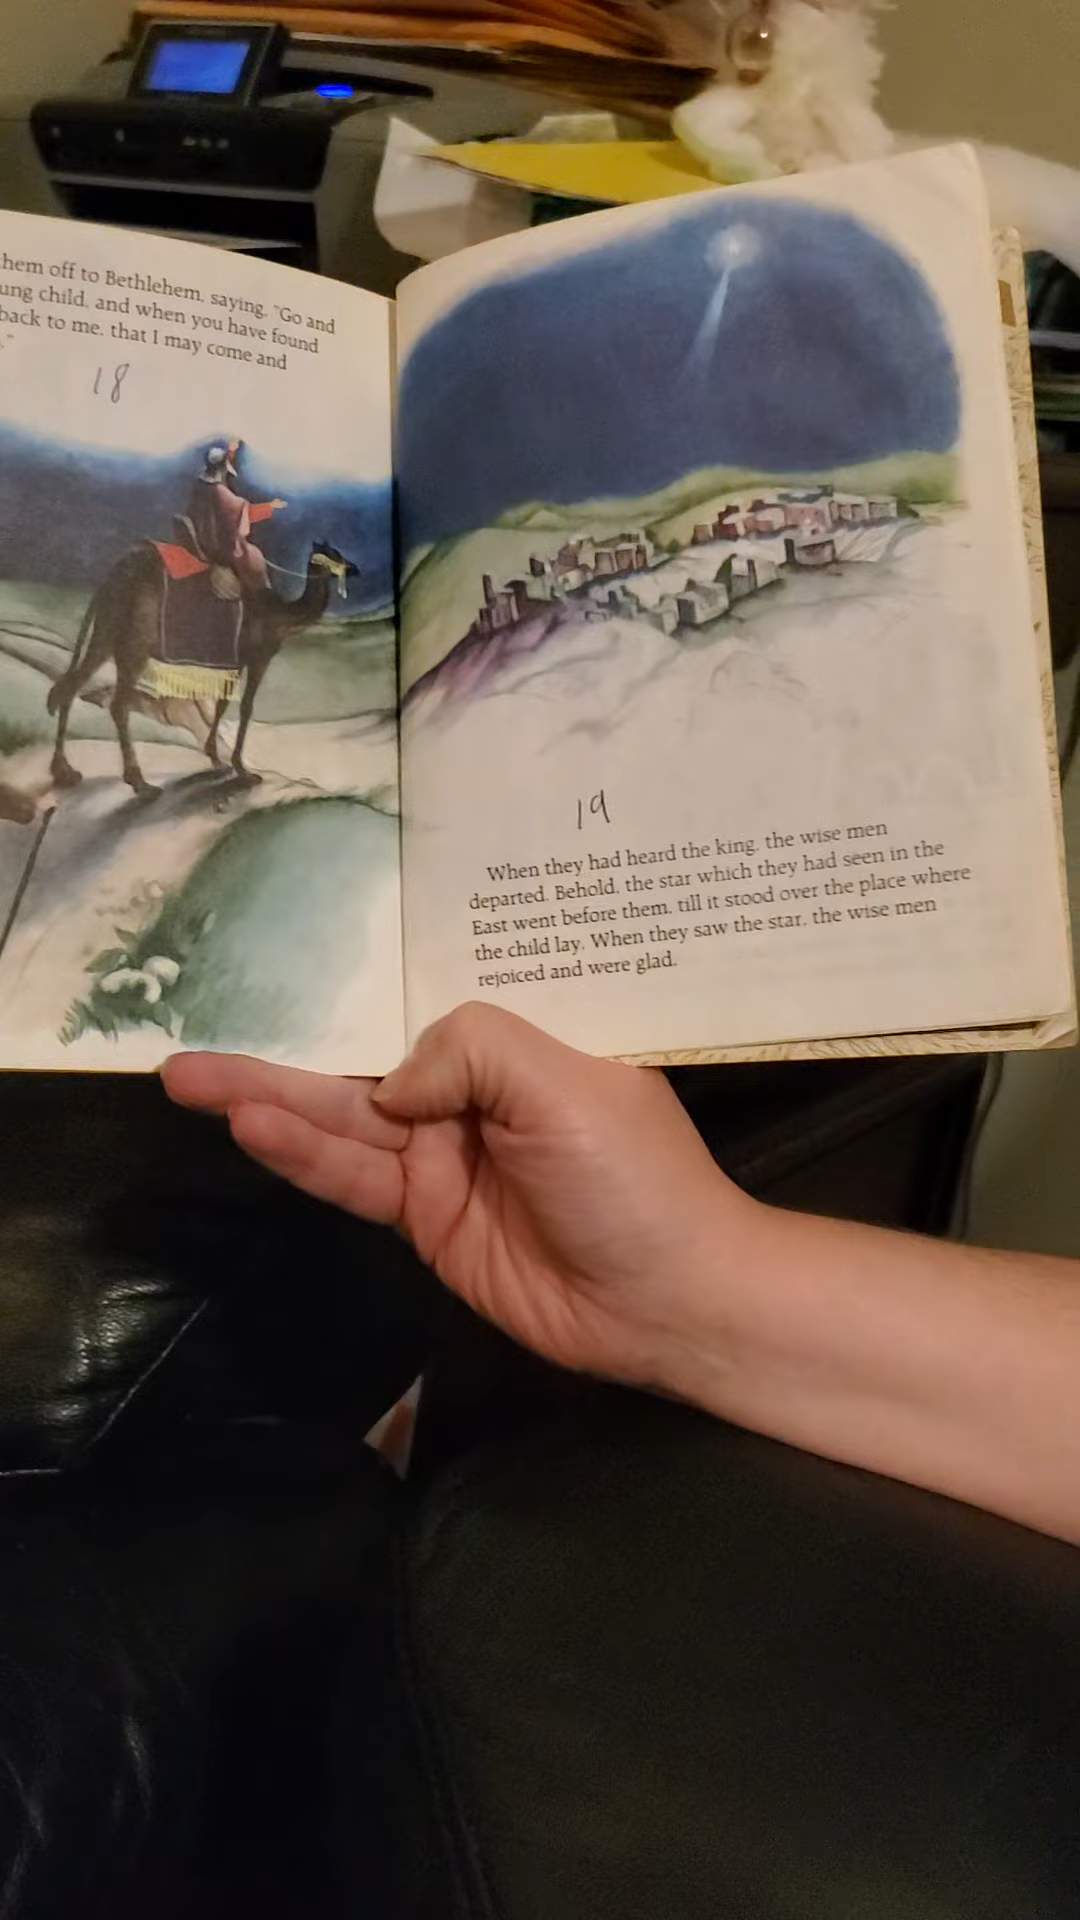 them off to Bethlehem, saying, "Go and
ung child, and when you have found
back to me, that I may come and
."
18
19
When they had heard the king, the wise men
departed. Behold, the star which they had seen in the
East went before them, till it stood over the place where
the child lay. When they saw the star, the wise men
rejoiced and were glad.